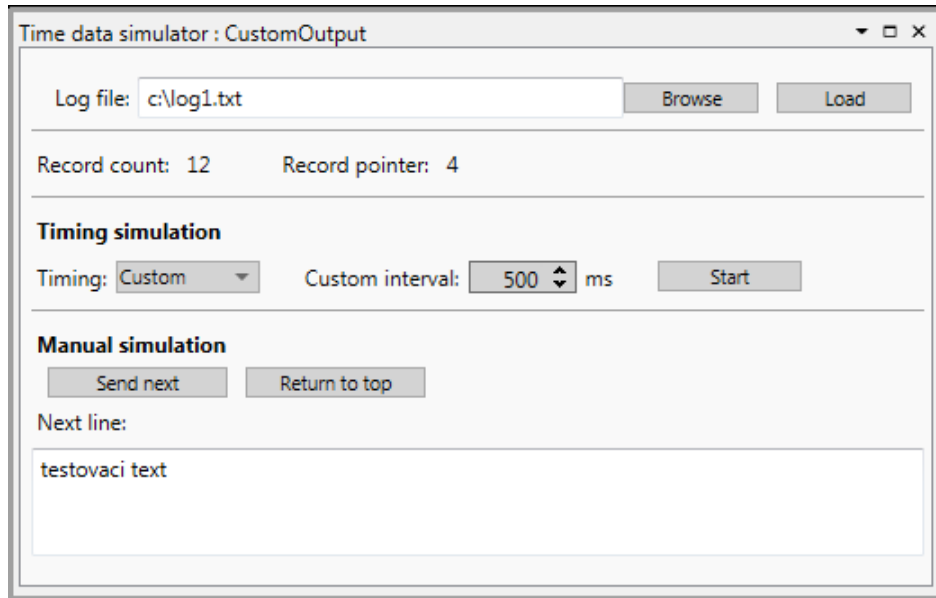 Time data simulator : CustomOutput
Log file: c:\log1.txt Browse Load
Record count: 12 Record pointer: 4
Timing simulation
Timing: Custom Custom interval: 500 ms Start
Manual simulation
Send next Return to top
Next line:
testovaci text